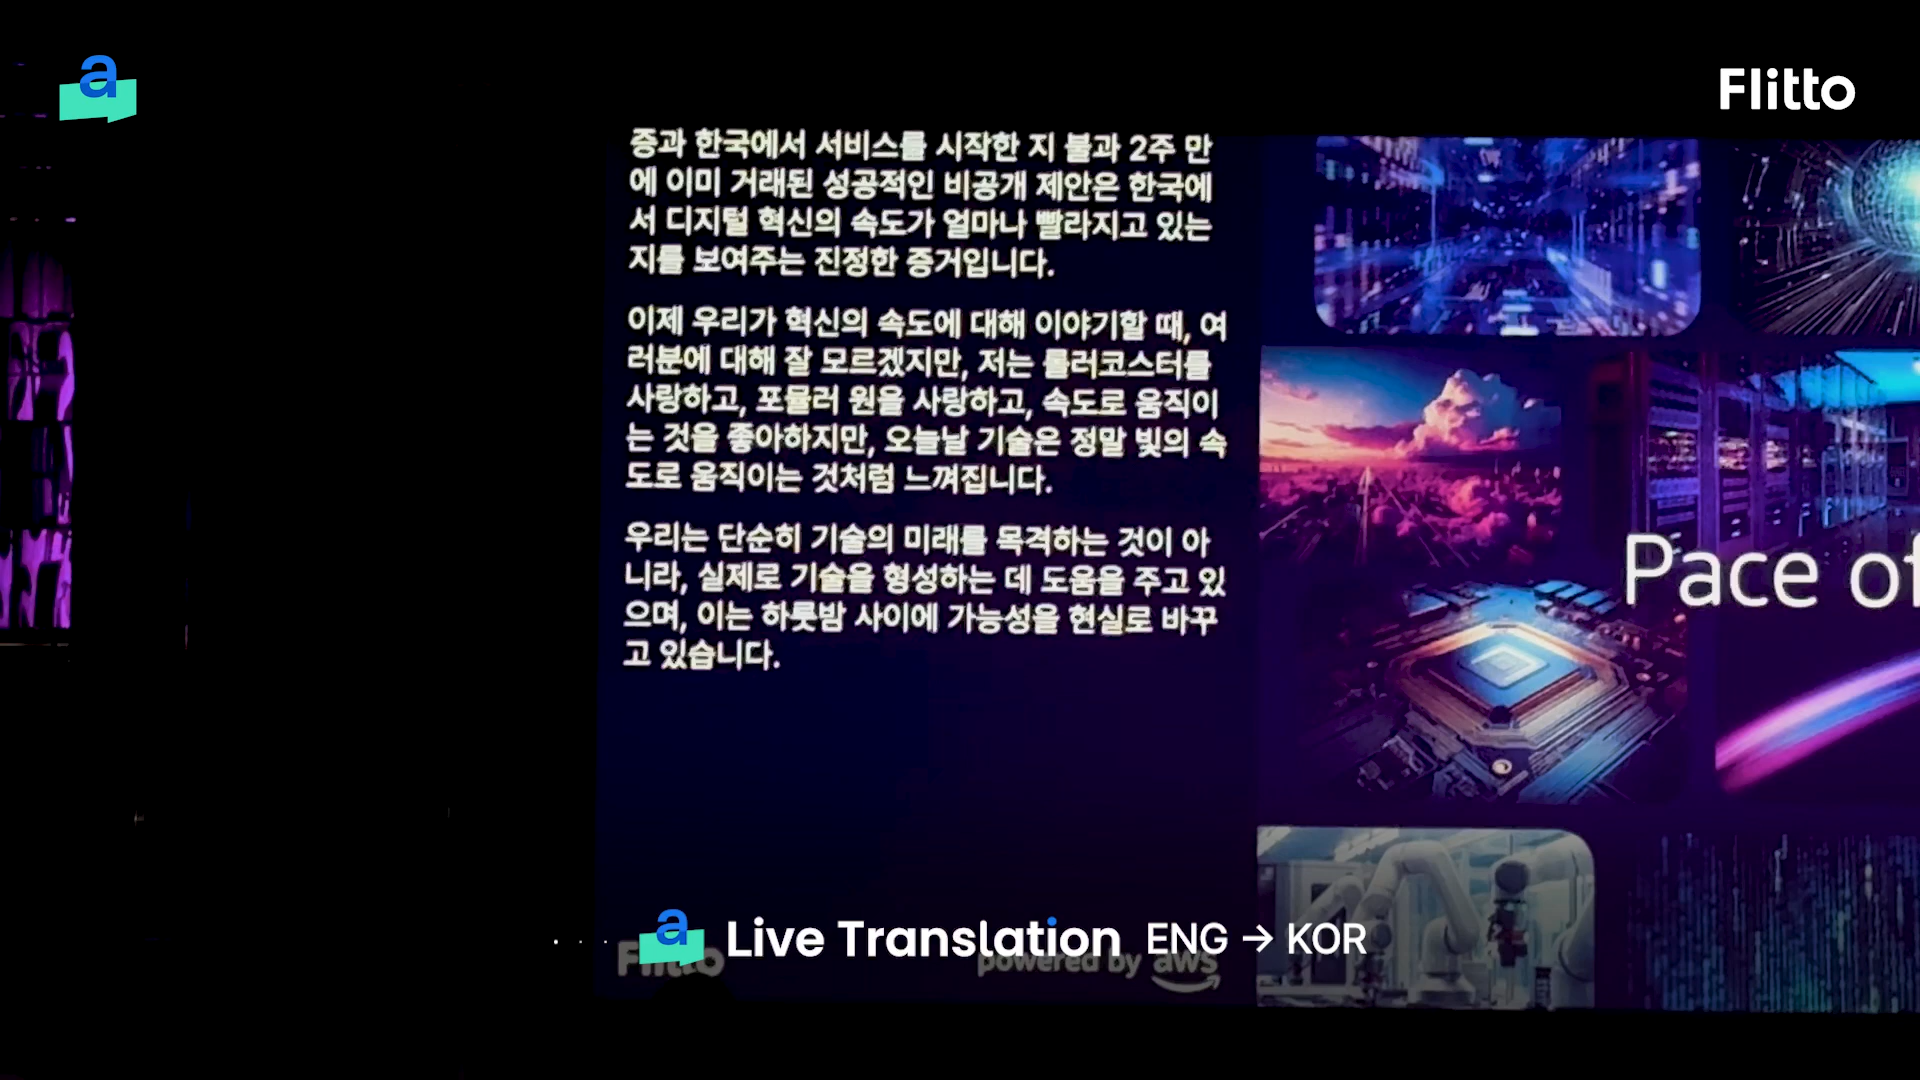 a
Flitto
증과 한국에서 서비스를 시작한 지 불과 2주 만
에 이미 거래된 성공적인 비공개 제안은 한국에
서 디지털 혁신의 속도가 얼마나 빨라지고 있는
지를 보여주는 진정한 증거입니다.
이제 우리가 혁신의 속도에 대해 이야기할 때, 여
러분에 대해 잘 모르겠지만, 저는 롤러코스터를
사랑하고, 포뮬러 원을 사랑하고, 속도로 움직이
는 것을 좋아하지만, 오늘날 기술은 정말 빛의 속
도로 움직이는 것처럼 느껴집니다.
우리는 단순히 기술의 미래를 목격하는 것이 아
니라, 실제로 기술을 형성하는 데 도움을 주고 있
으며, 이는 하룻밤 사이에 가능성을 현실로 바꾸
고 있습니다.
Pace of
a Live Translation ENG → KOR
Flitto powered by aws